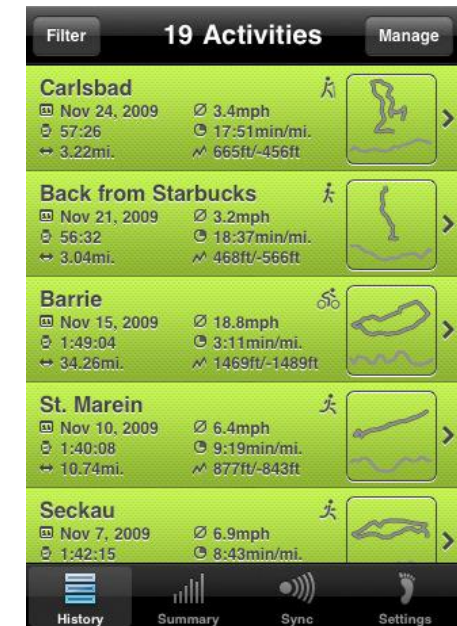 Filter 19 Activities Manage
Carlsbad
Nov 24, 2009 Ø 3.4mph
57:26 17:51min/mi.
↔ 3.22mi. 665ft/-456ft
Back from Starbucks
Nov 21, 2009 Ø 3.2mph
56:32 18:37min/mi.
↔ 3.04mi. 468ft/-566ft
Barrie
Nov 15, 2009 Ø 18.8mph
1:49:04 3:11min/mi.
↔ 34.26mi. 1469ft/-1489ft
St. Marein
Nov 10, 2009 Ø 6.4mph
1:40:08 9:19min/mi.
↔ 10.74mi. 877ft/-843ft
Seckau
Nov 7, 2009 Ø 6.9mph
1:42:15 8:43min/mi.
History Summary Sync Settings